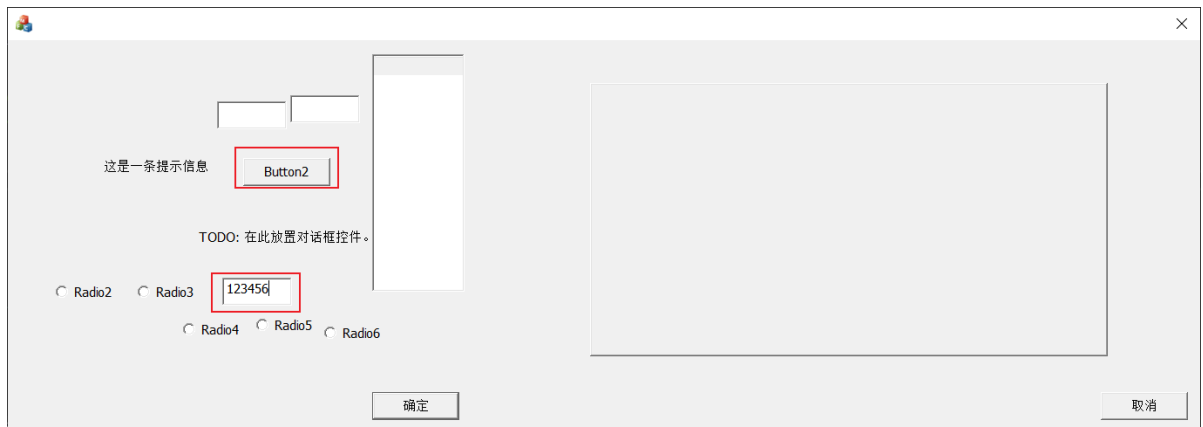 这是一条提示信息
Button2
TODO: 在此放置对话框控件。
Radio2
Radio3
123456
Radio4
Radio5
Radio6
确定
取消